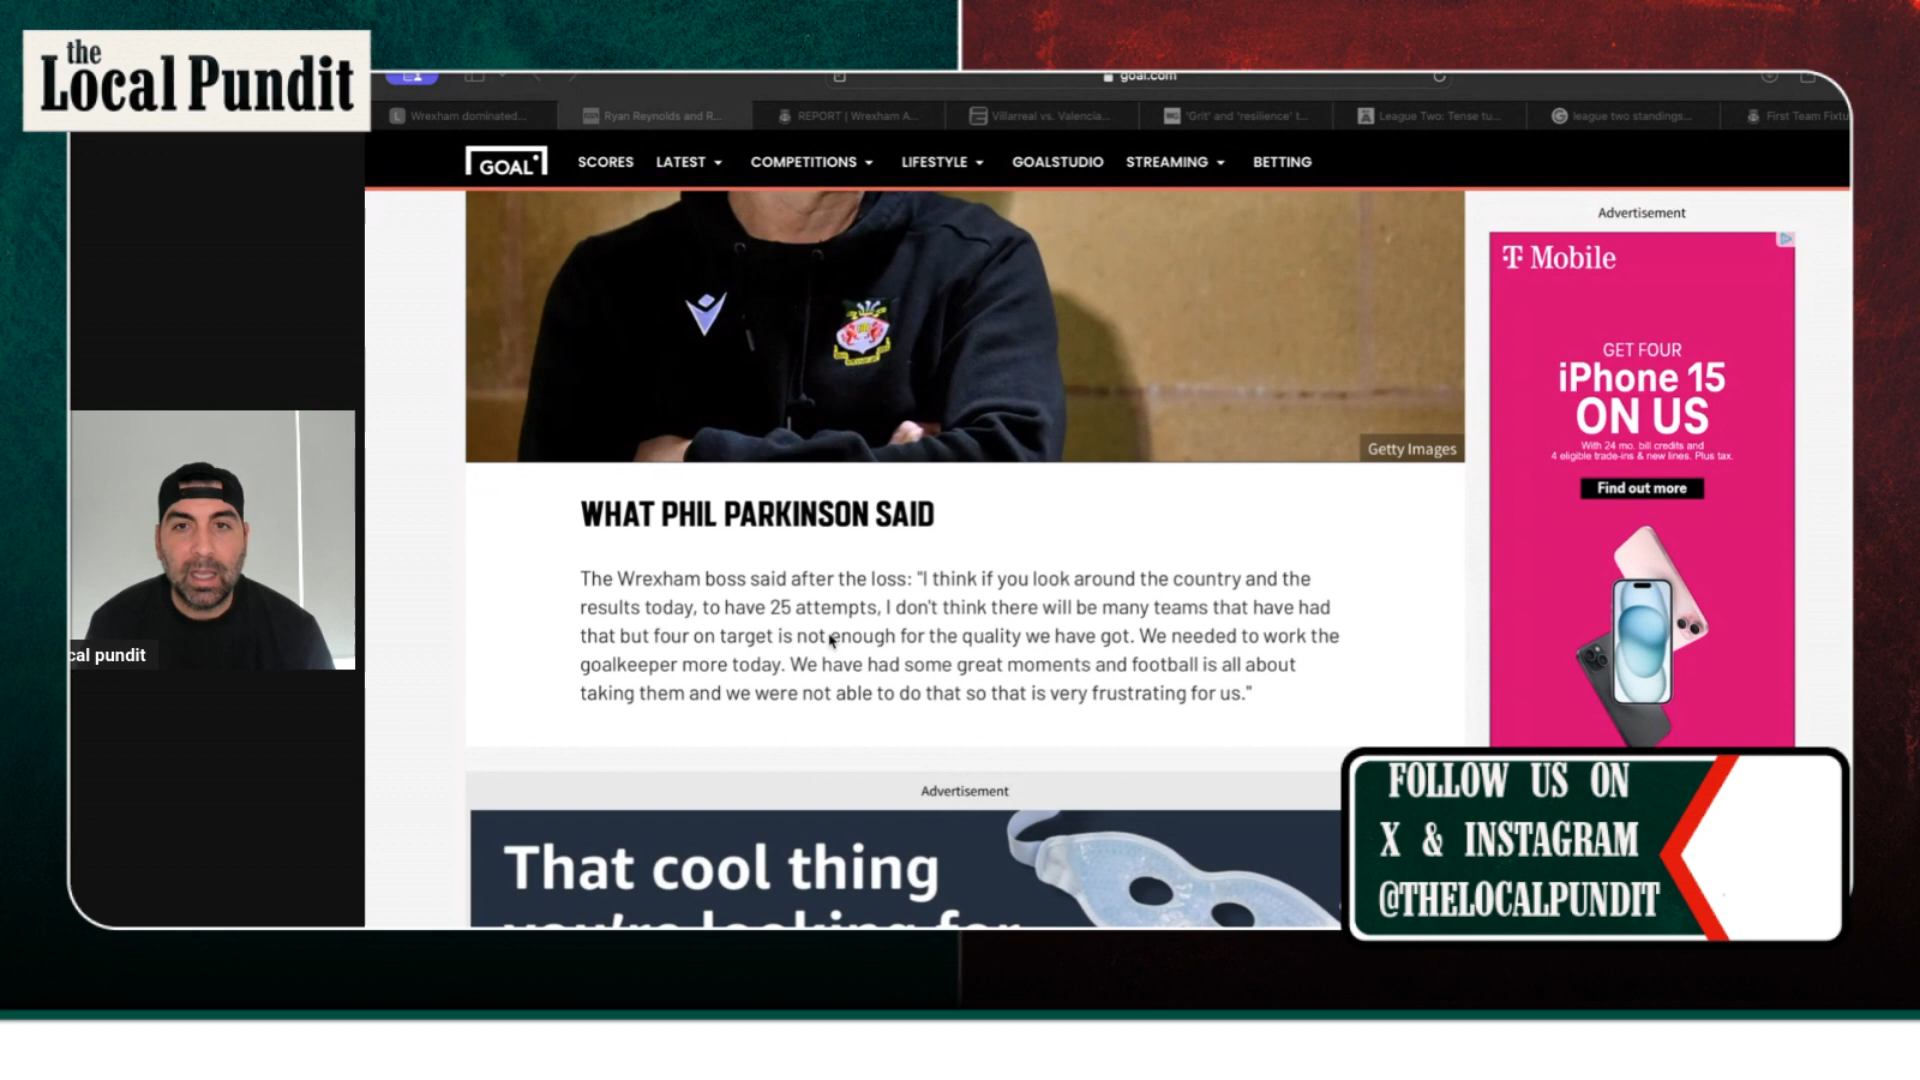 the
Local Pundit
goal.com
Wrexham dominated...
Ryan Reynolds and R...
REPORT | Wrexham A...
Villarreal vs. Valencia...
'Grit' and 'resilience' t...
League Two: Tense tu...
league two standings...
First Team Fixtu
GOAL
SCORES
LATEST
COMPETITIONS
LIFESTYLE
GOALSTUDIO
STREAMING
BETTING
Advertisement
T Mobile
GET FOUR
iPhone 15
ON US
With 24 mo. bill credits and
4 eligible trade-ins & new lines. Plus tax.
Find out more
Getty Images
WHAT PHIL PARKINSON SAID
The Wrexham boss said after the loss: "I think if you look around the country and the
results today, to have 25 attempts, I don't think there will be many teams that have had
that but four on target is not enough for the quality we have got. We needed to work the
goalkeeper more today. We have had some great moments and football is all about
taking them and we were not able to do that so that is very frustrating for us."
cal pundit
Advertisement
That cool thing
you're looking for
FOLLOW US ON
X & INSTAGRAM
@THELOCALPUNDIT